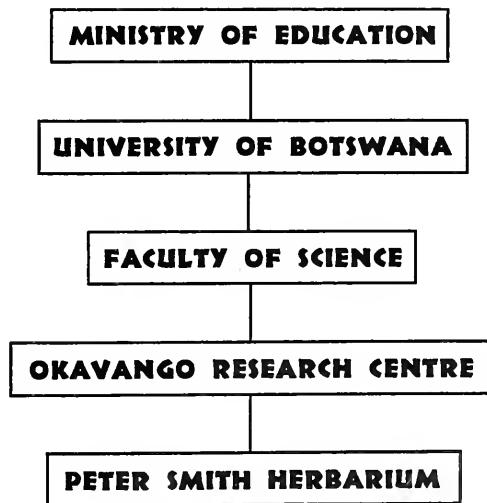 MINISTRY OF EDUCATION
UNIVERSITY OF BOTSWANA
FACULTY OF SCIENCE
OKAVANGO RESEARCH CENTRE
PETER SMITH HERBARIUM